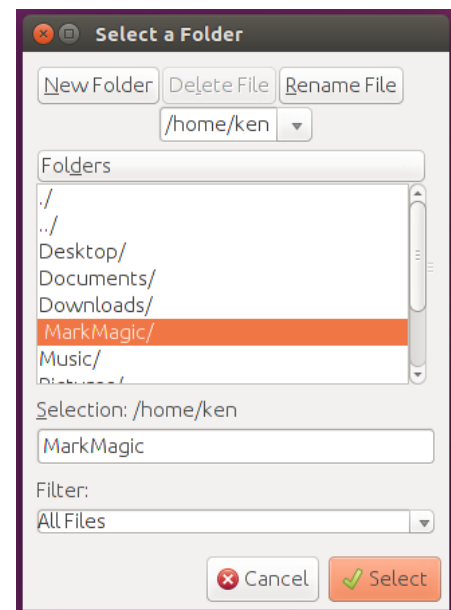 Select a Folder
New Folder Delete File Rename File
/home/ken
Folders
./
../
Desktop/
Documents/
Downloads/
MarkMagic/
Music/
Pictures/
Selection: /home/ken
MarkMagic
Filter:
All Files
Cancel Select